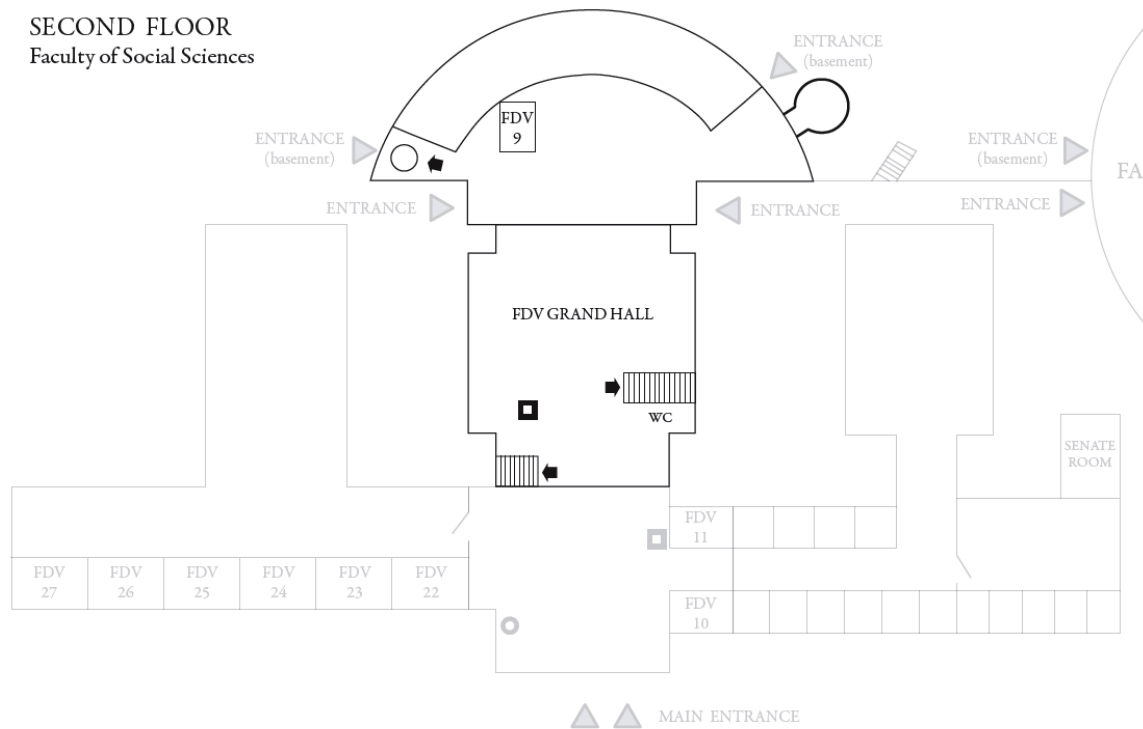 SECOND FLOOR
Faculty of Social Sciences
ENTRANCE
(basement)
FDV
9
ENTRANCE
(basement)
ENTRANCE
(basement)
FA
ENTRANCE
ENTRANCE
ENTRANCE
FDV GRAND HALL
WC
SENATE
ROOM
FDV
11
FDV
27
FDV
26
FDV
25
FDV
24
FDV
23
FDV
22
FDV
10
MAIN ENTRANCE